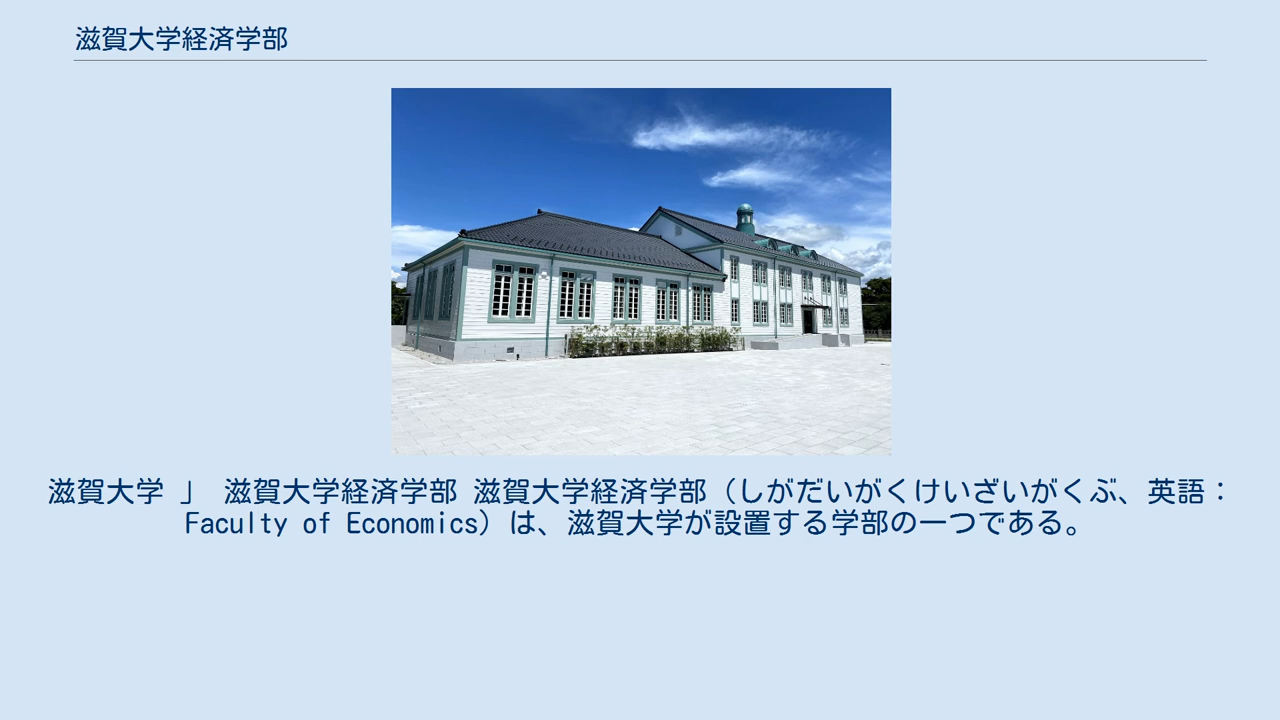 滋賀大学経済学部
滋賀大学 」 滋賀大学経済学部 滋賀大学経済学部（しがだいがくけいざいがくぶ、英語：
Faculty of Economics）は、滋賀大学が設置する学部の一つである。